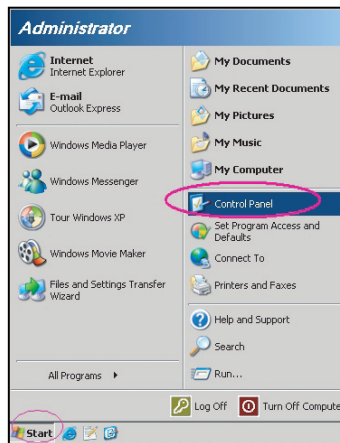 Administrator
Internet
Internet Explorer
E-mail
Outlook Express
Windows Media Player
Windows Messenger
Tour Windows XP
Windows Movie Maker
Files and Settings Transfer
Wizard
All Programs
My Documents
My Recent Documents
My Pictures
My Music
My Computer
Control Panel
Set Program Access and
Defaults
Connect To
Printers and Faxes
Help and Support
Search
Run...
Log Off
Turn Off Compute
Start